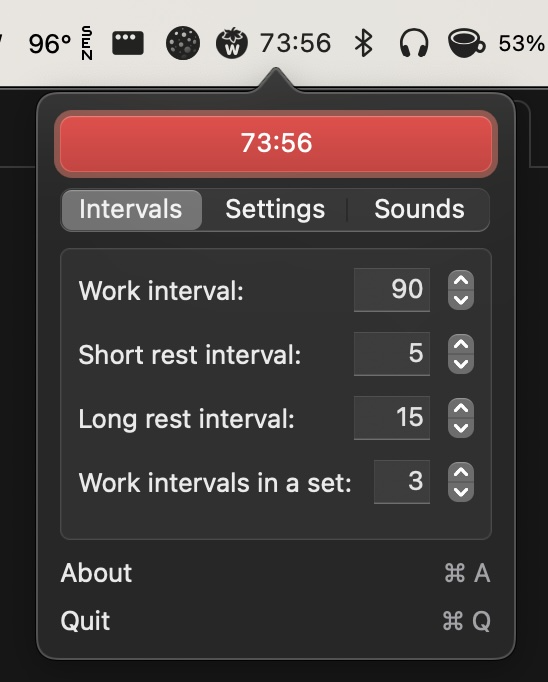 96° SEN W 73:56 53%
73:56
Intervals Settings Sounds
Work interval: 90
Short rest interval: 5
Long rest interval: 15
Work intervals in a set: 3
About ⌘ A
Quit ⌘ Q